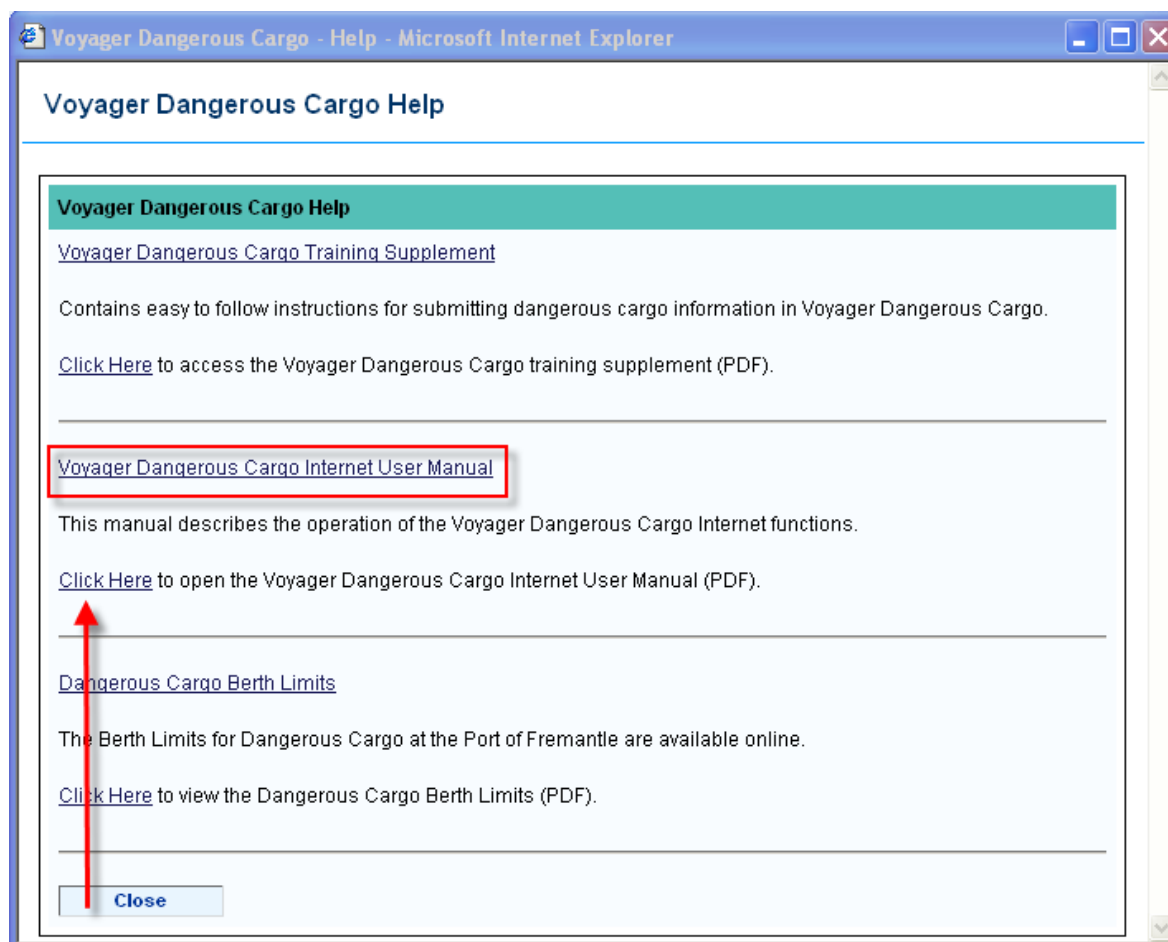 Voyager Dangerous Cargo - Help - Microsoft Internet Explorer
Voyager Dangerous Cargo Help
Voyager Dangerous Cargo Help
Voyager Dangerous Cargo Training Supplement
Contains easy to follow instructions for submitting dangerous cargo information in Voyager Dangerous Cargo.
Click Here to access the Voyager Dangerous Cargo training supplement (PDF).
Voyager Dangerous Cargo Internet User Manual
This manual describes the operation of the Voyager Dangerous Cargo Internet functions.
Click Here to open the Voyager Dangerous Cargo Internet User Manual (PDF).
Dangerous Cargo Berth Limits
The Berth Limits for Dangerous Cargo at the Port of Fremantle are available online.
Click Here to view the Dangerous Cargo Berth Limits (PDF).
Close